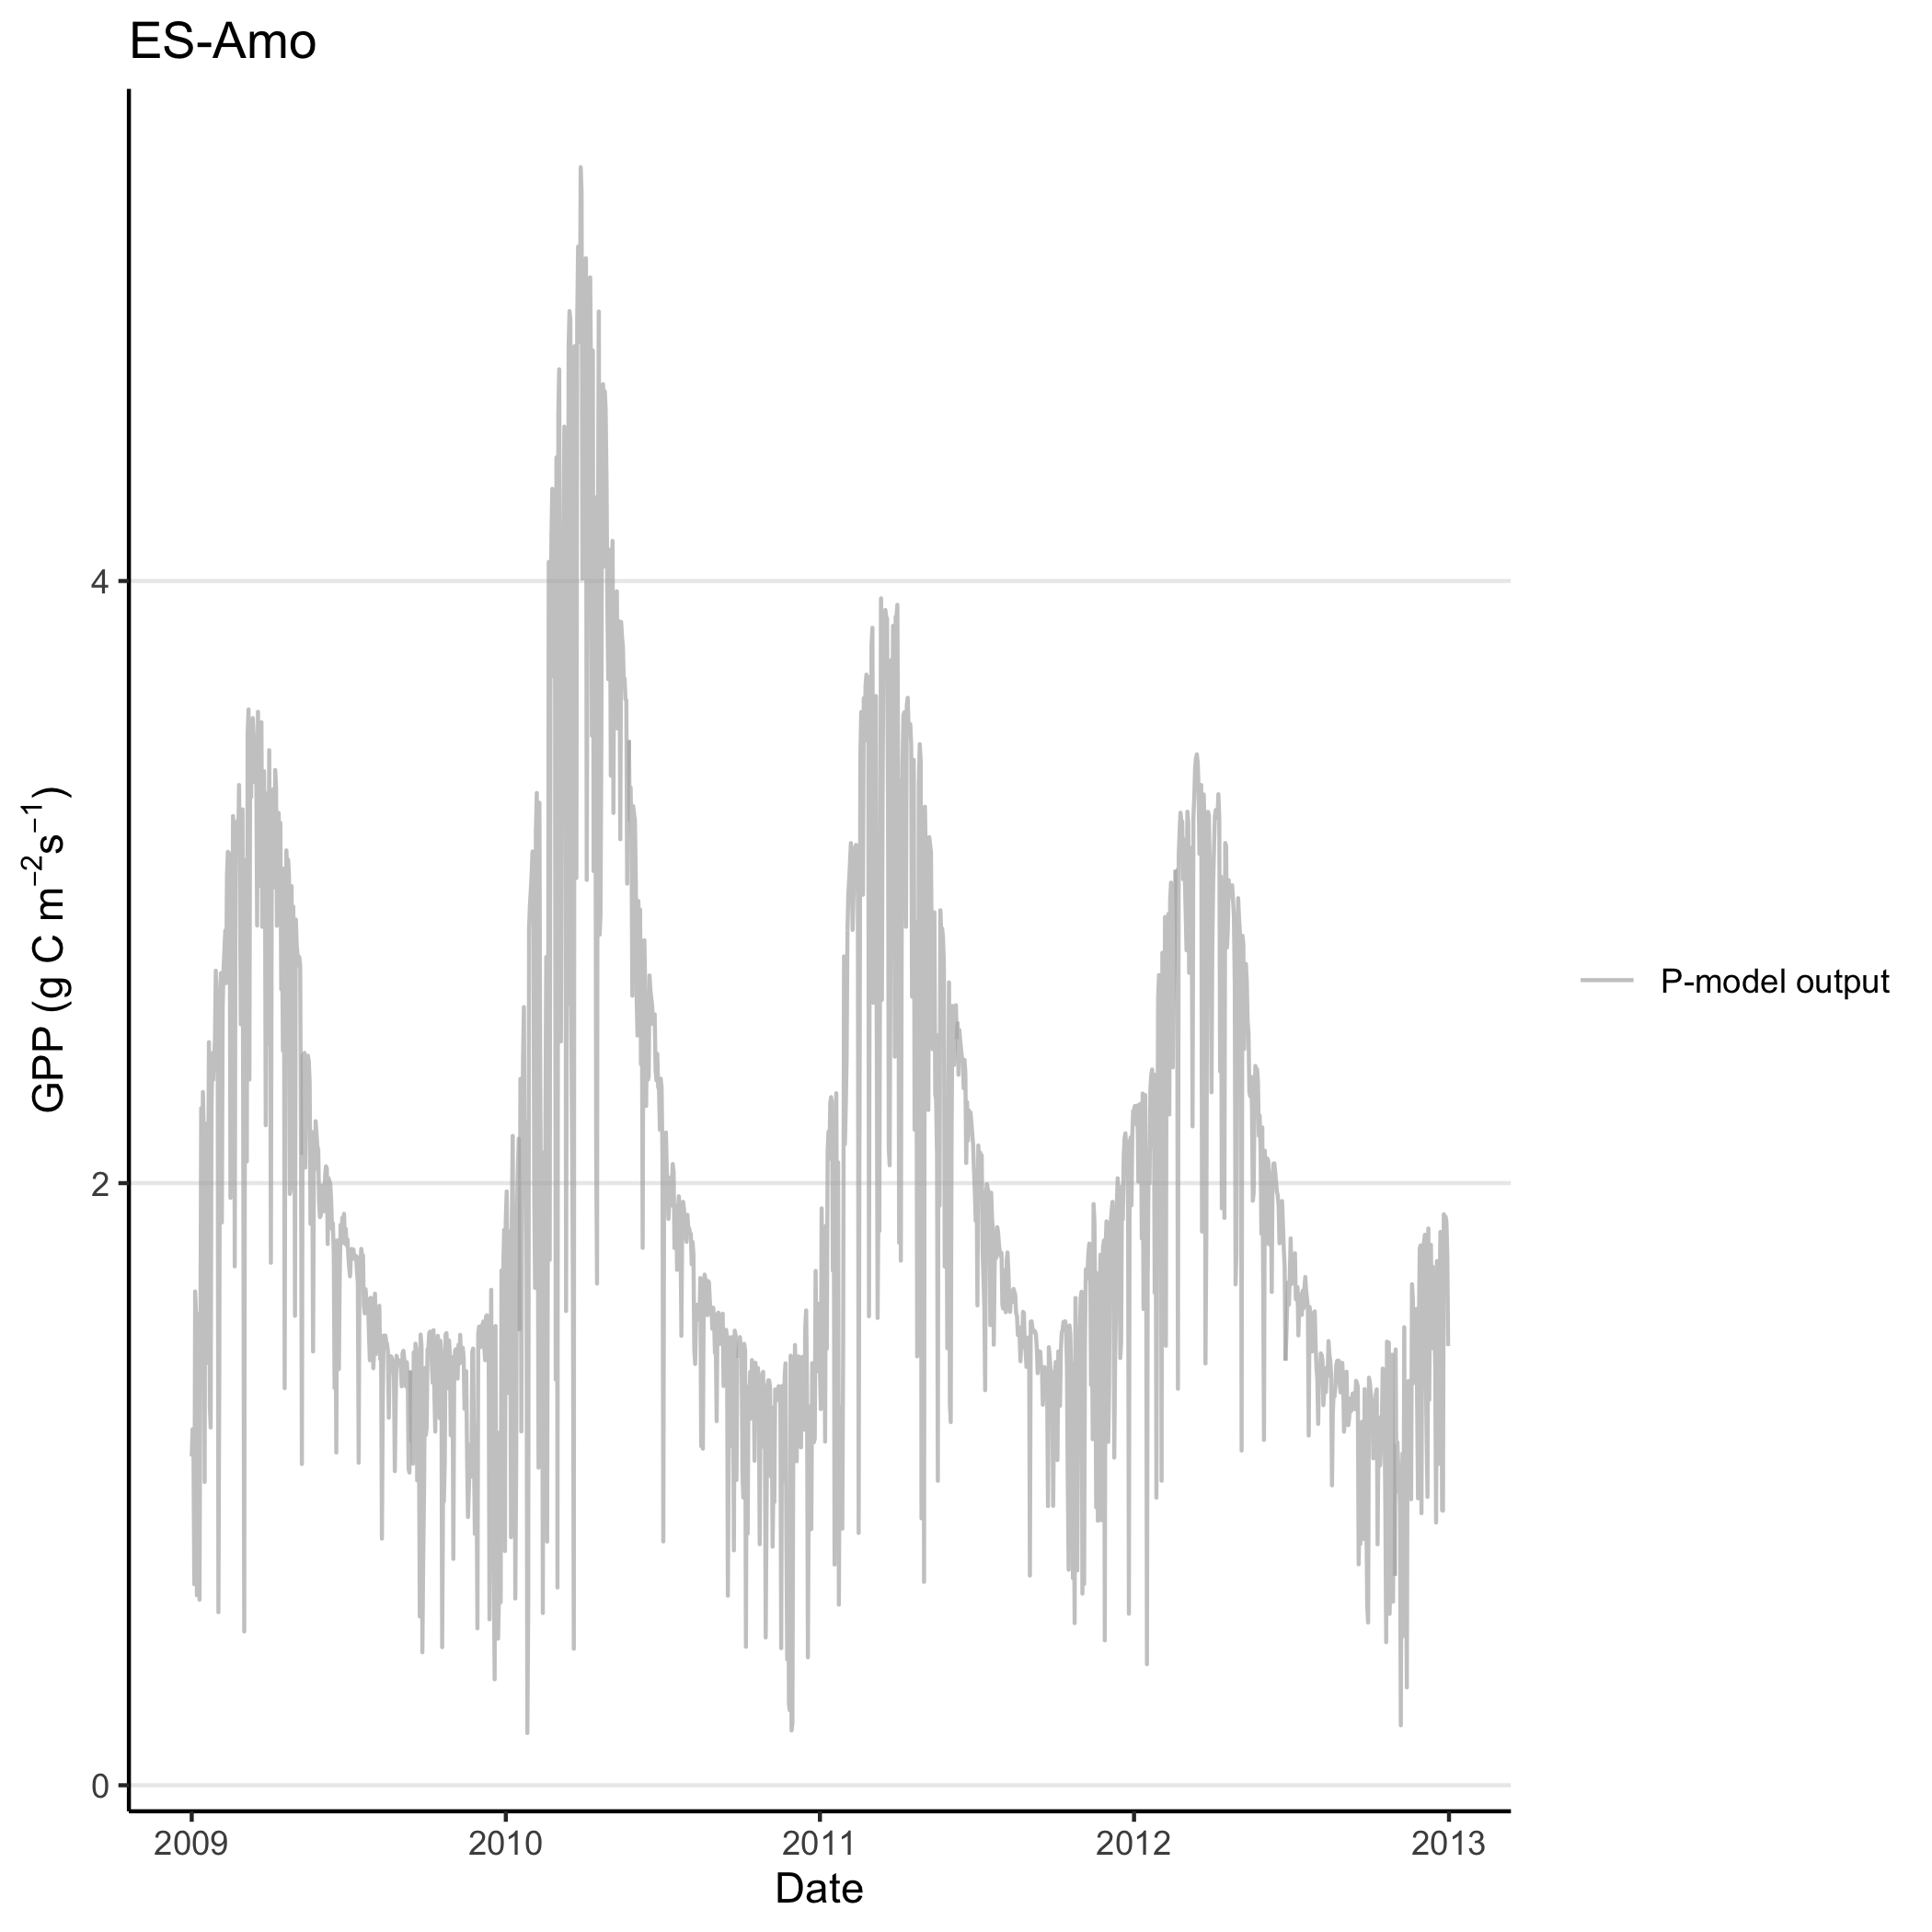 ES-Amo
GPP (g C m⁻²s⁻¹)
4
2
0
2009 2010 2011 2012 2013
Date
P-model output